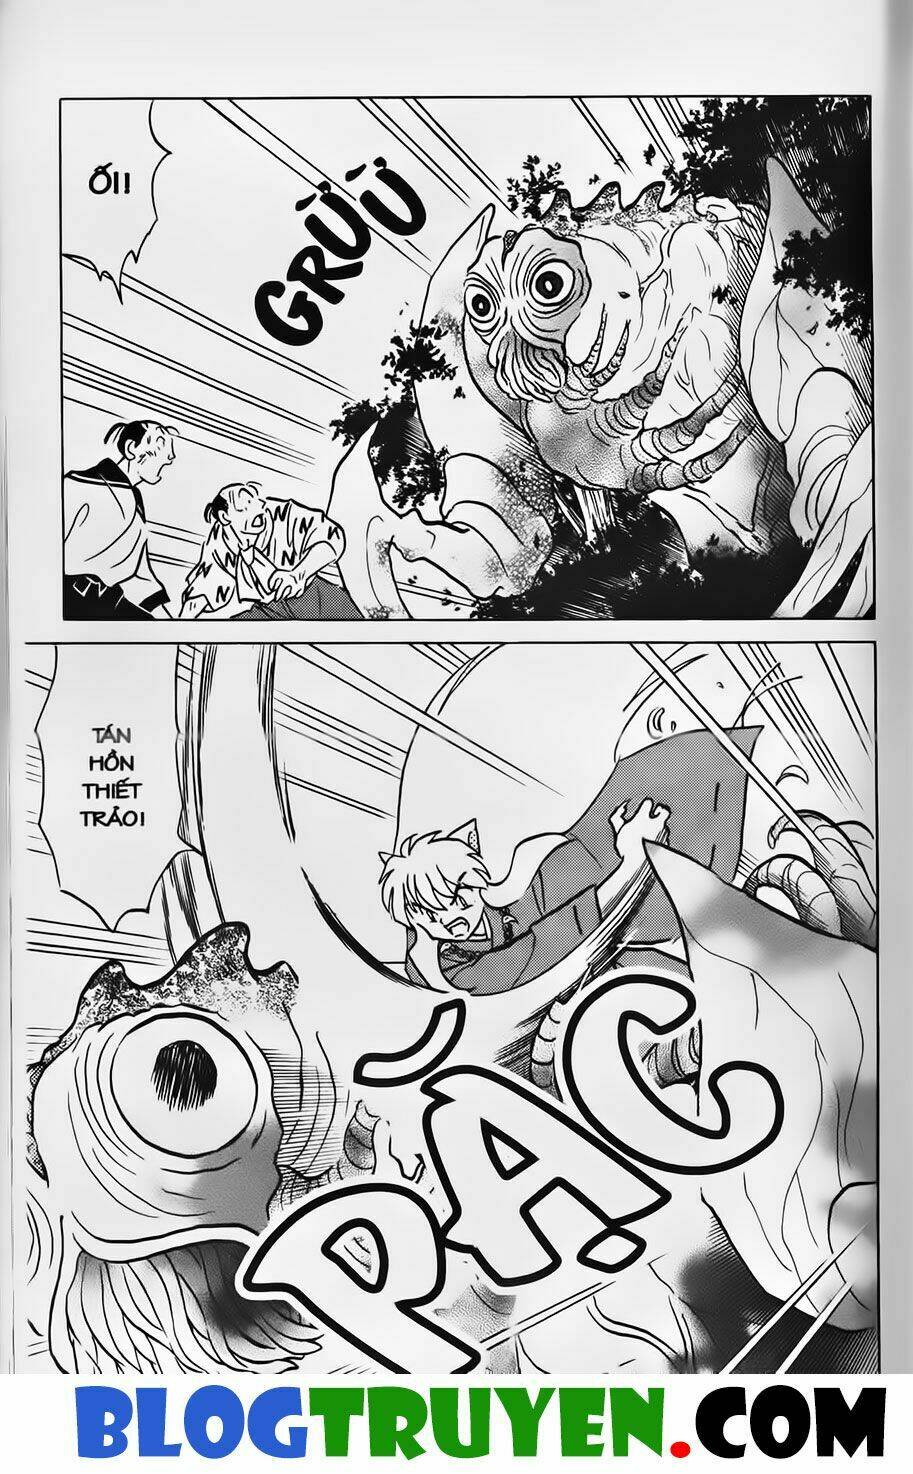 ỐI!
GRỪ Ừ
TÁN
HỒN
THIẾT
TRẢO!
PẶC
BLOGTRUYEN.COM